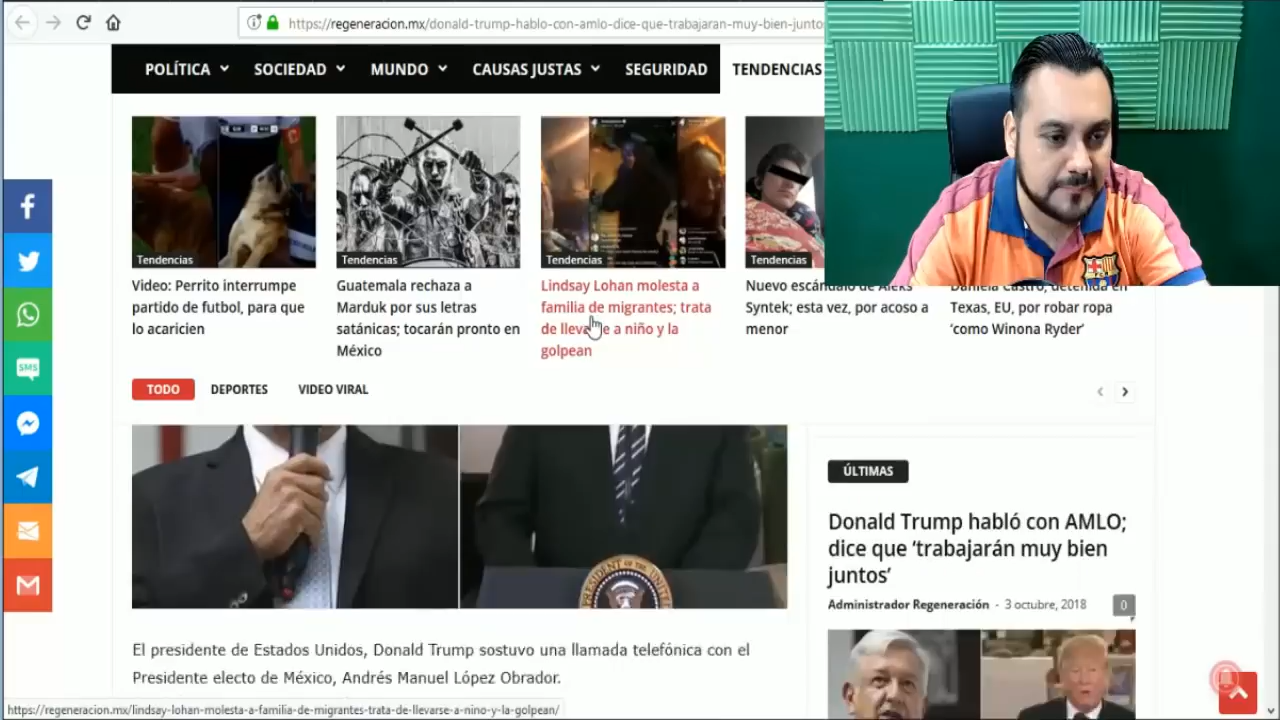 https://regeneracion.mx/donald-trump-hablo-con-amlo-dice-que-trabajaran-muy-bien-juntos
POLÍTICA SOCIEDAD MUNDO CAUSAS JUSTAS SEGURIDAD TENDENCIAS
Tendencias
Video: Perrito interrumpe
partido de futbol, para que
lo acaricien
Tendencias
Guatemala rechaza a
Marduk por sus letras
satánicas; tocarán pronto en
México
Tendencias
Lindsay Lohan molesta a
familia de migrantes; trata
de a niño y la
golpean
Tendencias
Nuevo escándalo de Aleks
Syntek; esta vez, por acoso a
menor
Daniela Castro, detenida en
Texas, EU, por robar ropa
‘como Winona Ryder’
TODO DEPORTES VIDEO VIRAL
SMS
PRESIDENT OF THE UNITED
El presidente de Estados Unidos, Donald Trump sostuvo una llamada telefónica con el
Presidente electo de México, Andrés Manuel López Obrador.
ÚLTIMAS
Donald Trump habló con AMLO;
dice que ‘trabajarán muy bien
juntos’
Administrador Regeneración - 3 octubre, 2018 0
https://regeneracion.mx/lindsay-lohan-molesta-a-familia-de-migrantes-trata-de-llevarse-a-nino-y-la-golpean/